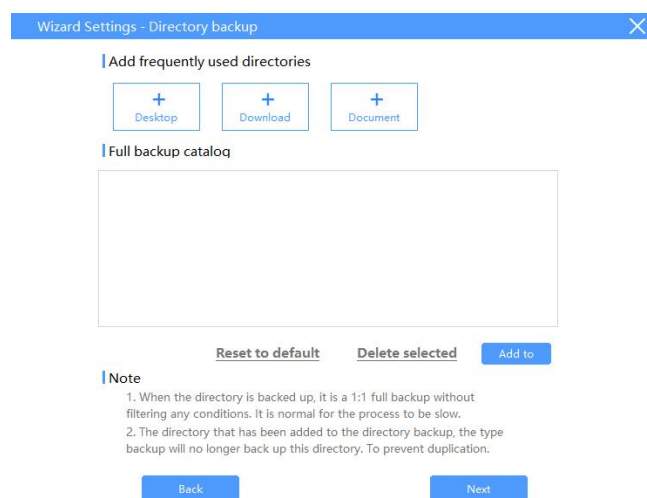 Wizard Settings - Directory backup
Add frequently used directories
+ + +
Desktop Download Document
Full backup catalog
Reset to default Delete selected Add to
Note
1. When the directory is backed up, it is a 1:1 full backup without
filtering any conditions. It is normal for the process to be slow.
2. The directory that has been added to the directory backup, the type
backup will no longer back up this directory. To prevent duplication.
Back Next